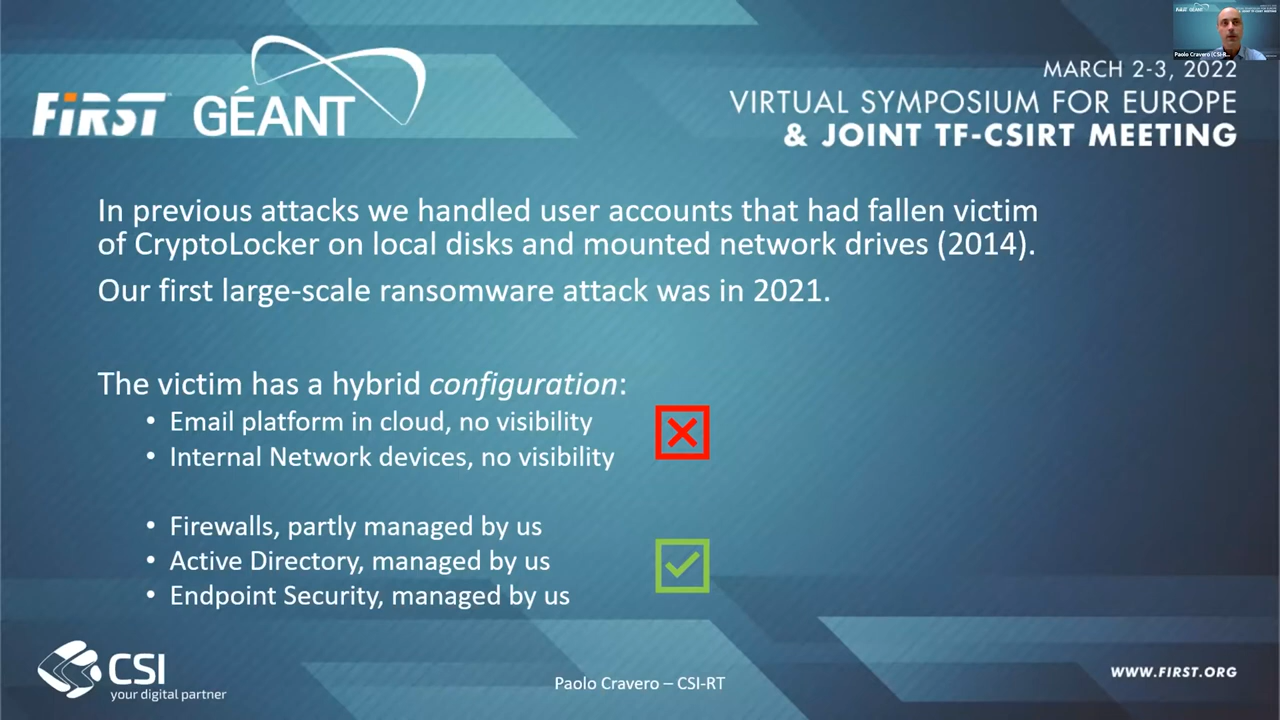 FiRST GÉANT
MARCH 2-3, 2022
VIRTUAL SYMPOSIUM FOR EUROPE
& JOINT TF-CSIRT MEETING
Paolo Cravero (CSI-R...
In previous attacks we handled user accounts that had fallen victim
of CryptoLocker on local disks and mounted network drives (2014).
Our first large-scale ransomware attack was in 2021.
The victim has a hybrid configuration:
• Email platform in cloud, no visibility
• Internal Network devices, no visibility
• Firewalls, partly managed by us
• Active Directory, managed by us
• Endpoint Security, managed by us
CSI
your digital partner
Paolo Cravero – CSI-RT
WWW.FIRST.ORG